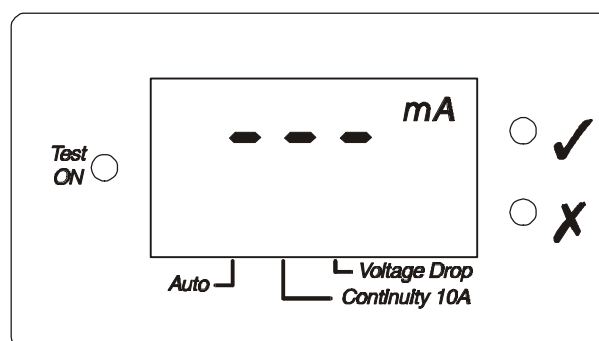 mA
- - -
Test
ON
✓
✗
Auto
Voltage Drop
Continuity 10A